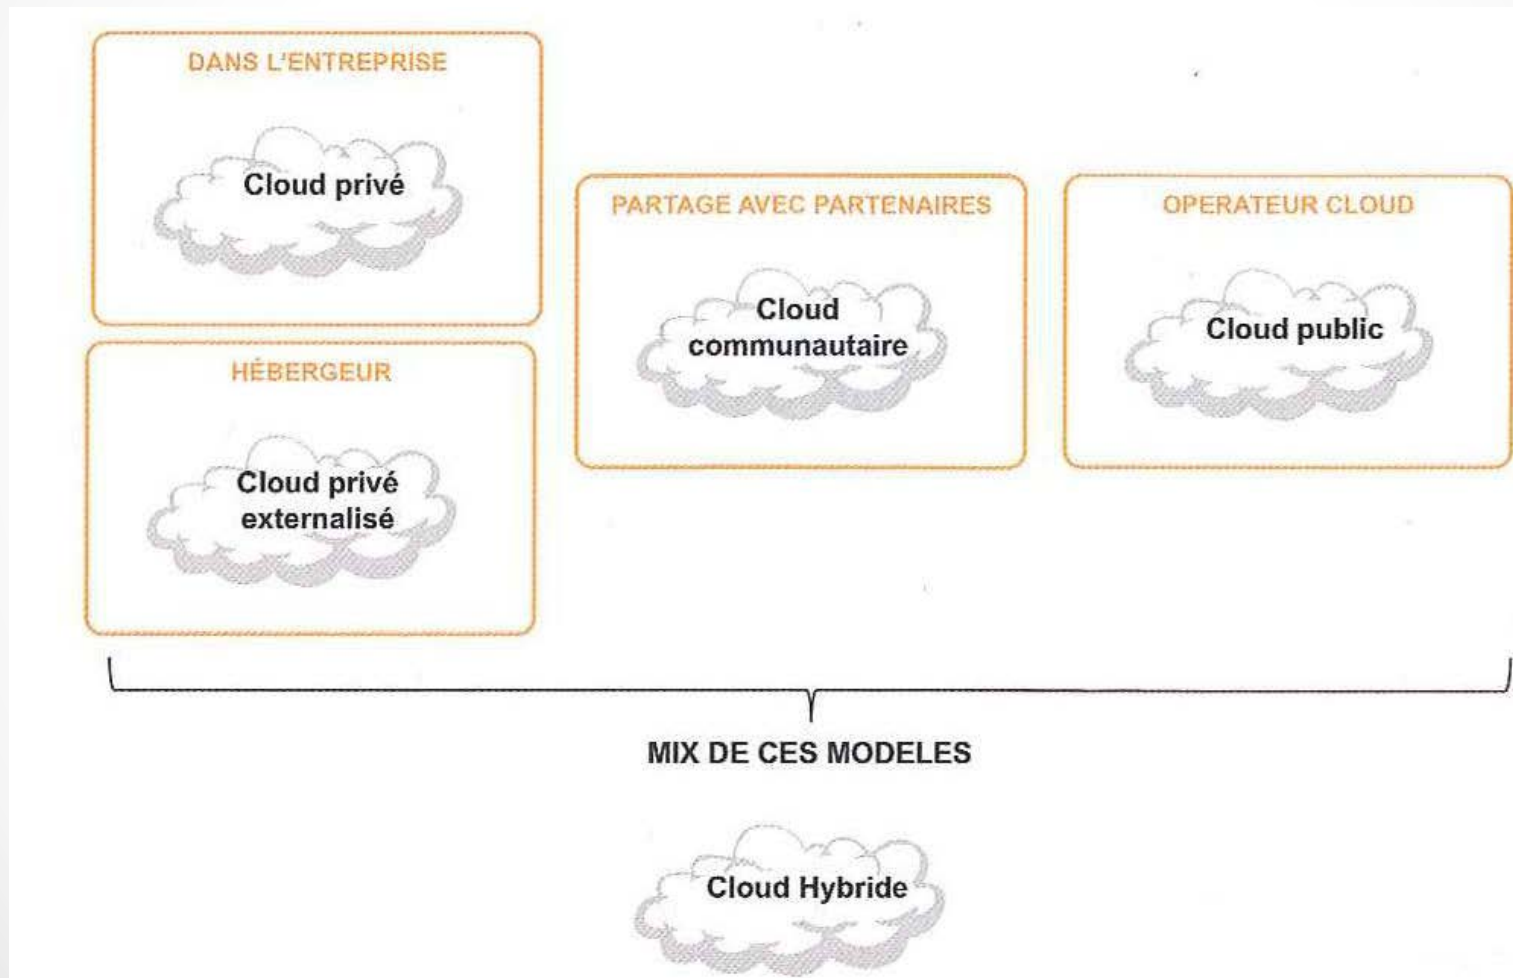 DANS L'ENTREPRISE
Cloud privé
HÉBERGEUR
Cloud privé
externalisé
PARTAGE AVEC PARTENAIRES
Cloud
communautaire
OPERATEUR CLOUD
Cloud public
MIX DE CES MODELES
Cloud Hybride